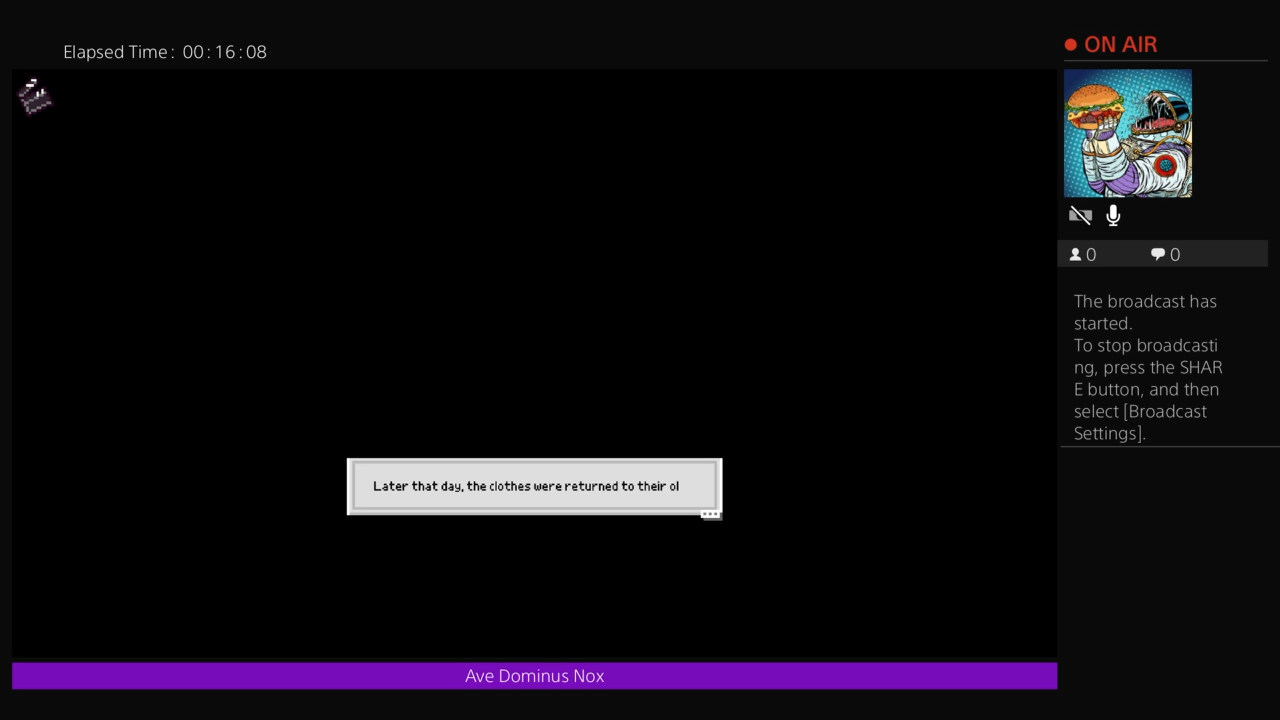 Elapsed Time: 00:16:08
ON AIR
0 0
The broadcast has
started.
To stop broadcasti
ng, press the SHAR
E button, and then
select [Broadcast
Settings].
Later that day, the clothes were returned to their ol
Ave Dominus Nox